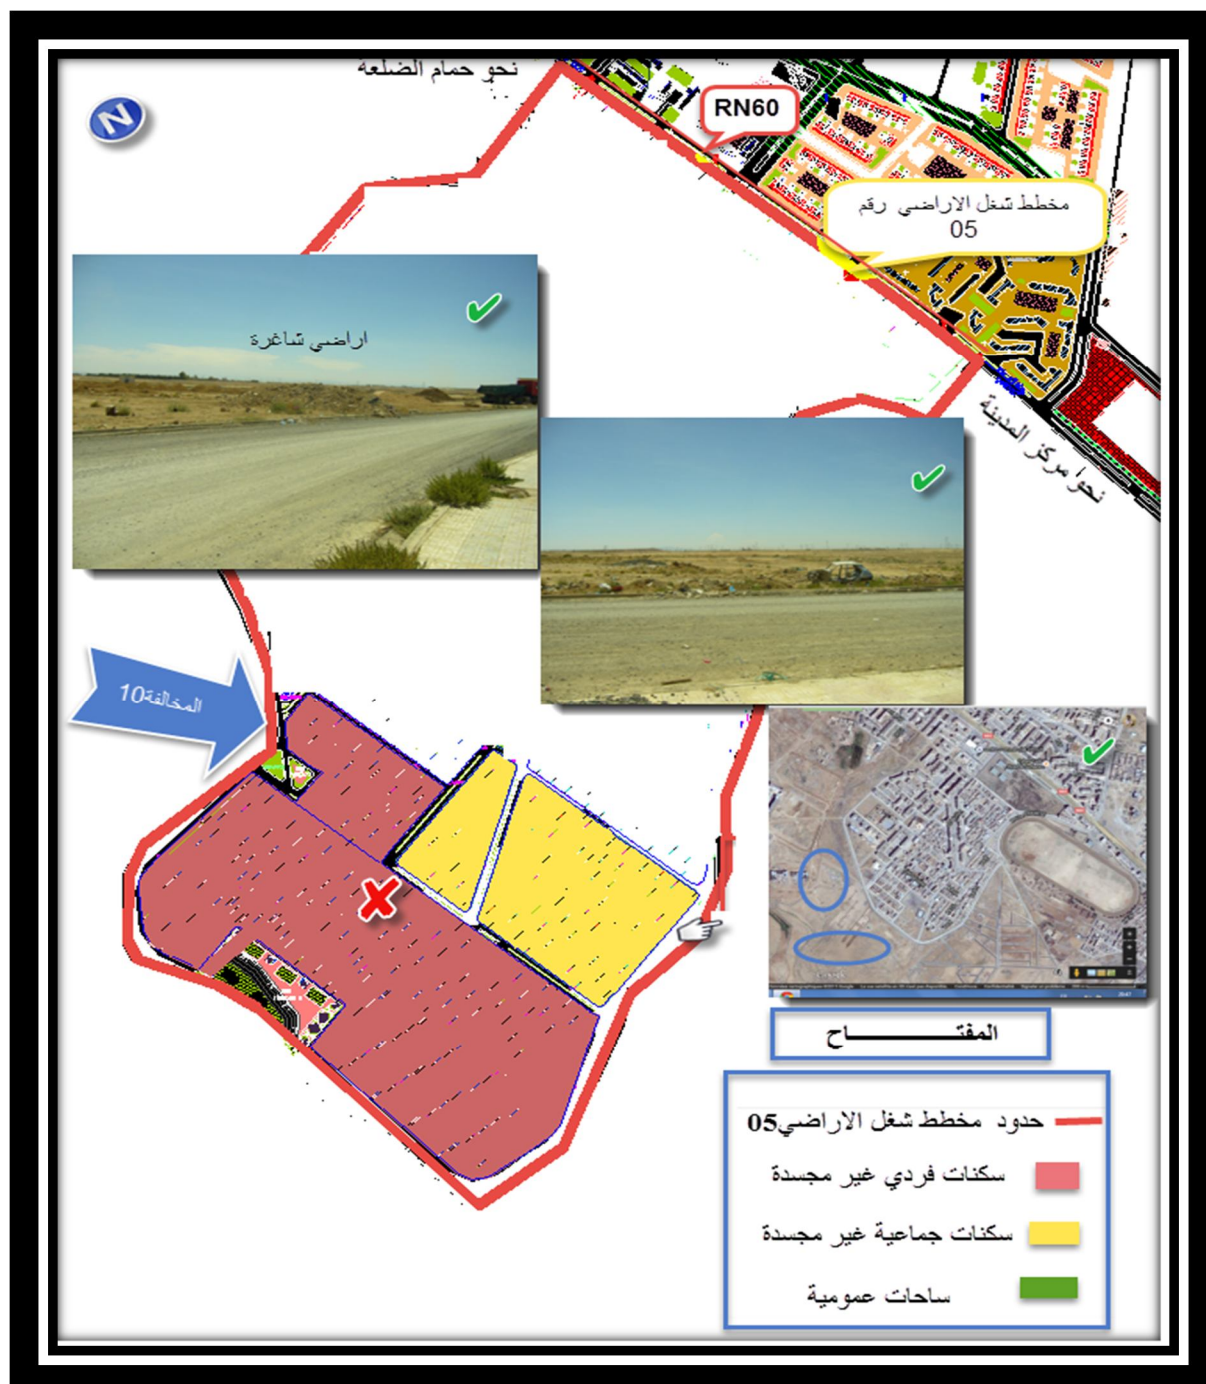 نحو حمام الضلعة
N
RN60
مخطط شغل الاراضي رقم
05
اراضي شاغرة
نحو مركز المدينة
المخالفة10
المفتـــــــــــاح
حدود مخطط شغل الاراضي05
سكنات فردي غير مجسدة
سكنات جماعية غير مجسدة
ساحات عمومية